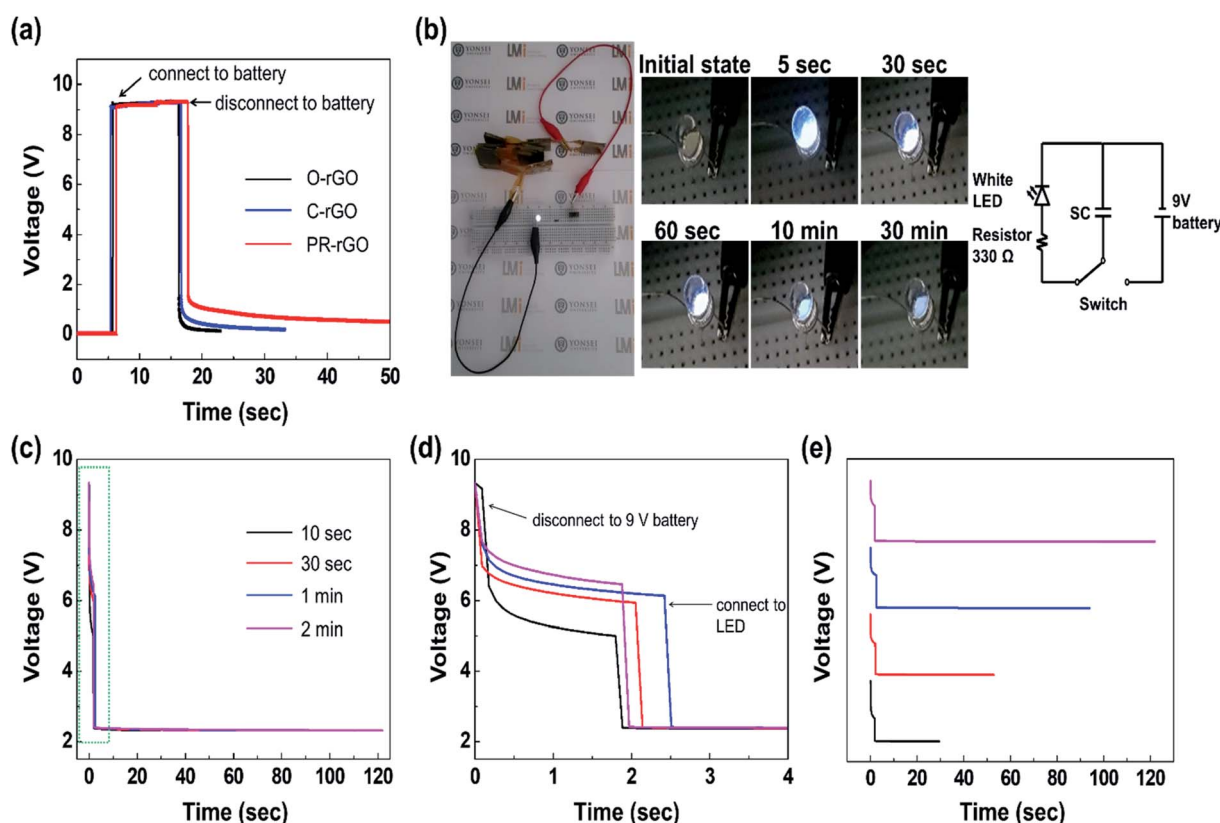 (a)
10
8
6
4
2
0
Voltage (V)
connect to battery
disconnect to battery
O-rGO
C-rGO
PR-rGO
0 10 20 30 40 50
Time (sec)
(b)
YONSEI
UNIVERSITY
LMi
Initial state
5 sec
30 sec
60 sec
10 min
30 min
White
LED
Resistor
330 Ω
SC
9V
battery
Switch
(c)
10
8
6
4
2
Voltage (V)
10 sec
30 sec
1 min
2 min
0 20 40 60 80 100 120
Time (sec)
(d)
10
8
6
4
2
Voltage (V)
disconnect to 9 V battery
connect to
LED
0 1 2 3 4
Time (sec)
(e)
Voltage (V)
0 20 40 60 80 100 120
Time (sec)